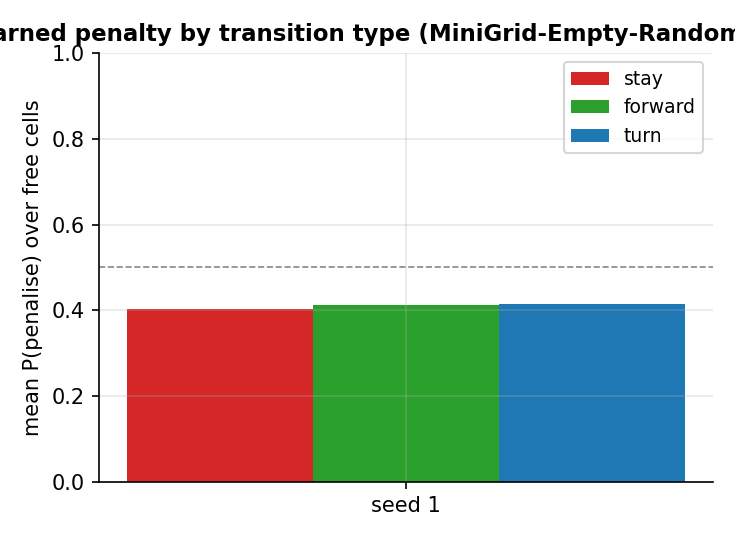 arned penalty by transition type (MiniGrid-Empty-Random
mean P(penalise) over free cells
1.0
0.8
0.6
0.4
0.2
0.0
stay
forward
turn
seed 1